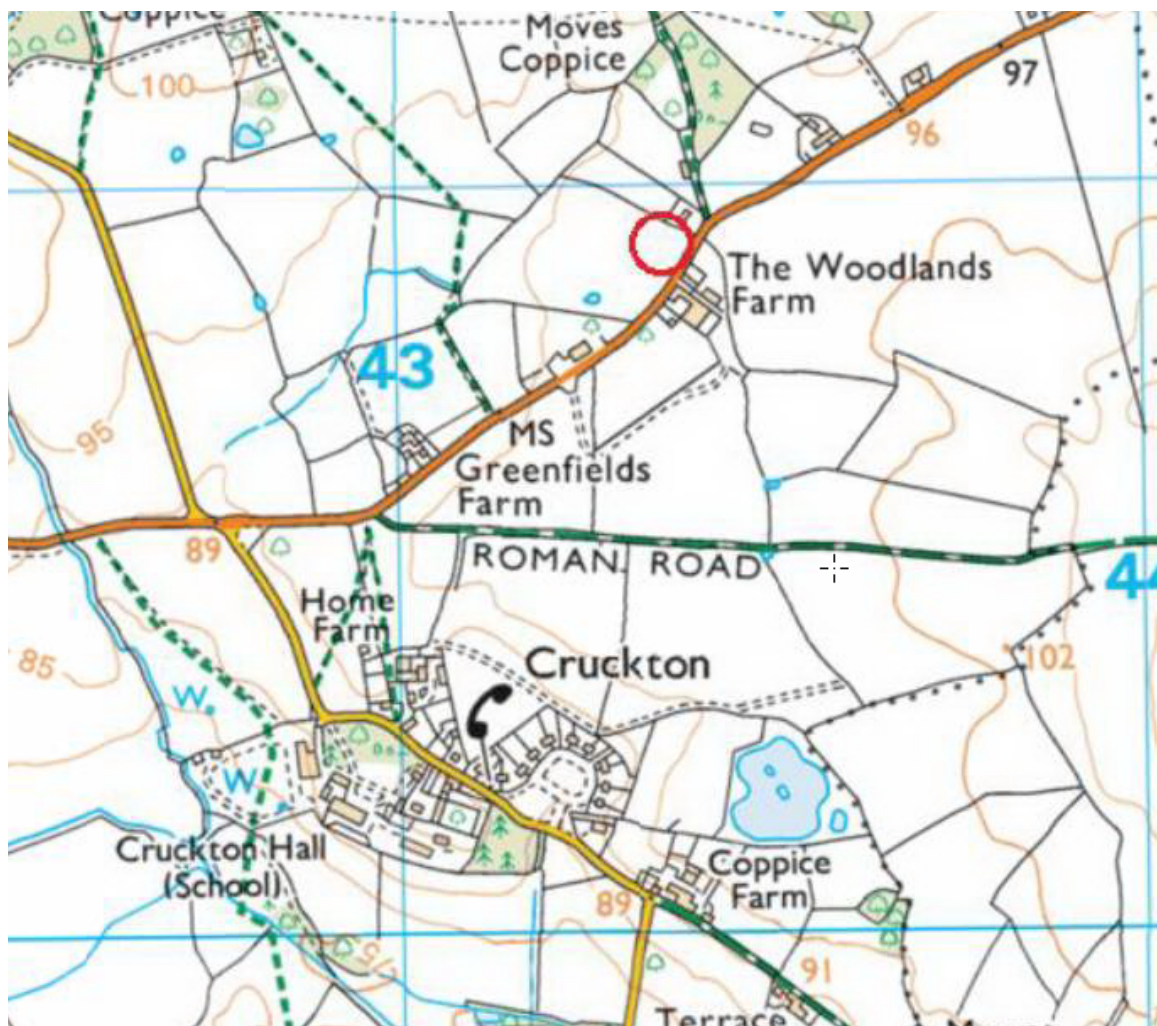 Coppice
Moves
Coppice
100
97
96
The Woodlands
Farm
43
95
MS
Greenfields
Farm
89
ROMAN ROAD
44
Home
Farm
Cruckton
102
85
W
W
Cruckton Hall
(School)
Coppice
Farm
89
75
91
Terrace